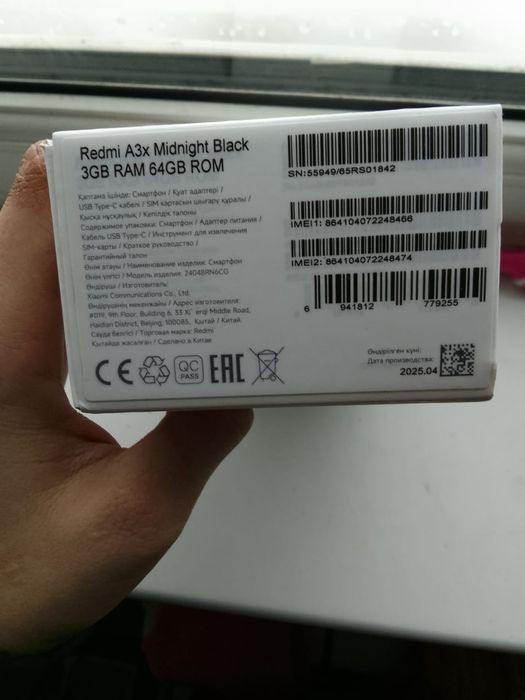 Redmi A3x Midnight Black
3GB RAM 64GB ROM
Қаптама ішінде: Смартфон / Қуат адаптері /
USB Type-C кабелі / SIM картасын шығару құралы /
Қысқа нұсқаулық / Кепілдік талоны
Содержимое упаковки: Смартфон / Адаптер питания /
Кабель USB Type-C / Инструмент для извлечения
SIM-карты / Краткое руководство /
Гарантийный талон
Өнім атауы / Наименование изделия: Смартфон
Өнім үлгісі / Модель изделия: 24048RN6CG
Өндіруші / Изготовитель:
Xiaomi Communications Co., Ltd.
Өндірушінің мекенжайы / Адрес изготовителя:
#019, 9th Floor, Building 6, 33 Xi'erqi Middle Road,
Haidian District, Beijing, 100085, Қытай / Китай.
Сауда белгісі / Торговая марка: Redmi
Қытайда жасалған / Сделано в Китае
CE QC PASS EAC
SN:55949/65RS01842
IMEI1: 864104072248466
IMEI2: 864104072248474
6 941812 779255
Өндірілген күні:
Дата производства:
2025.04